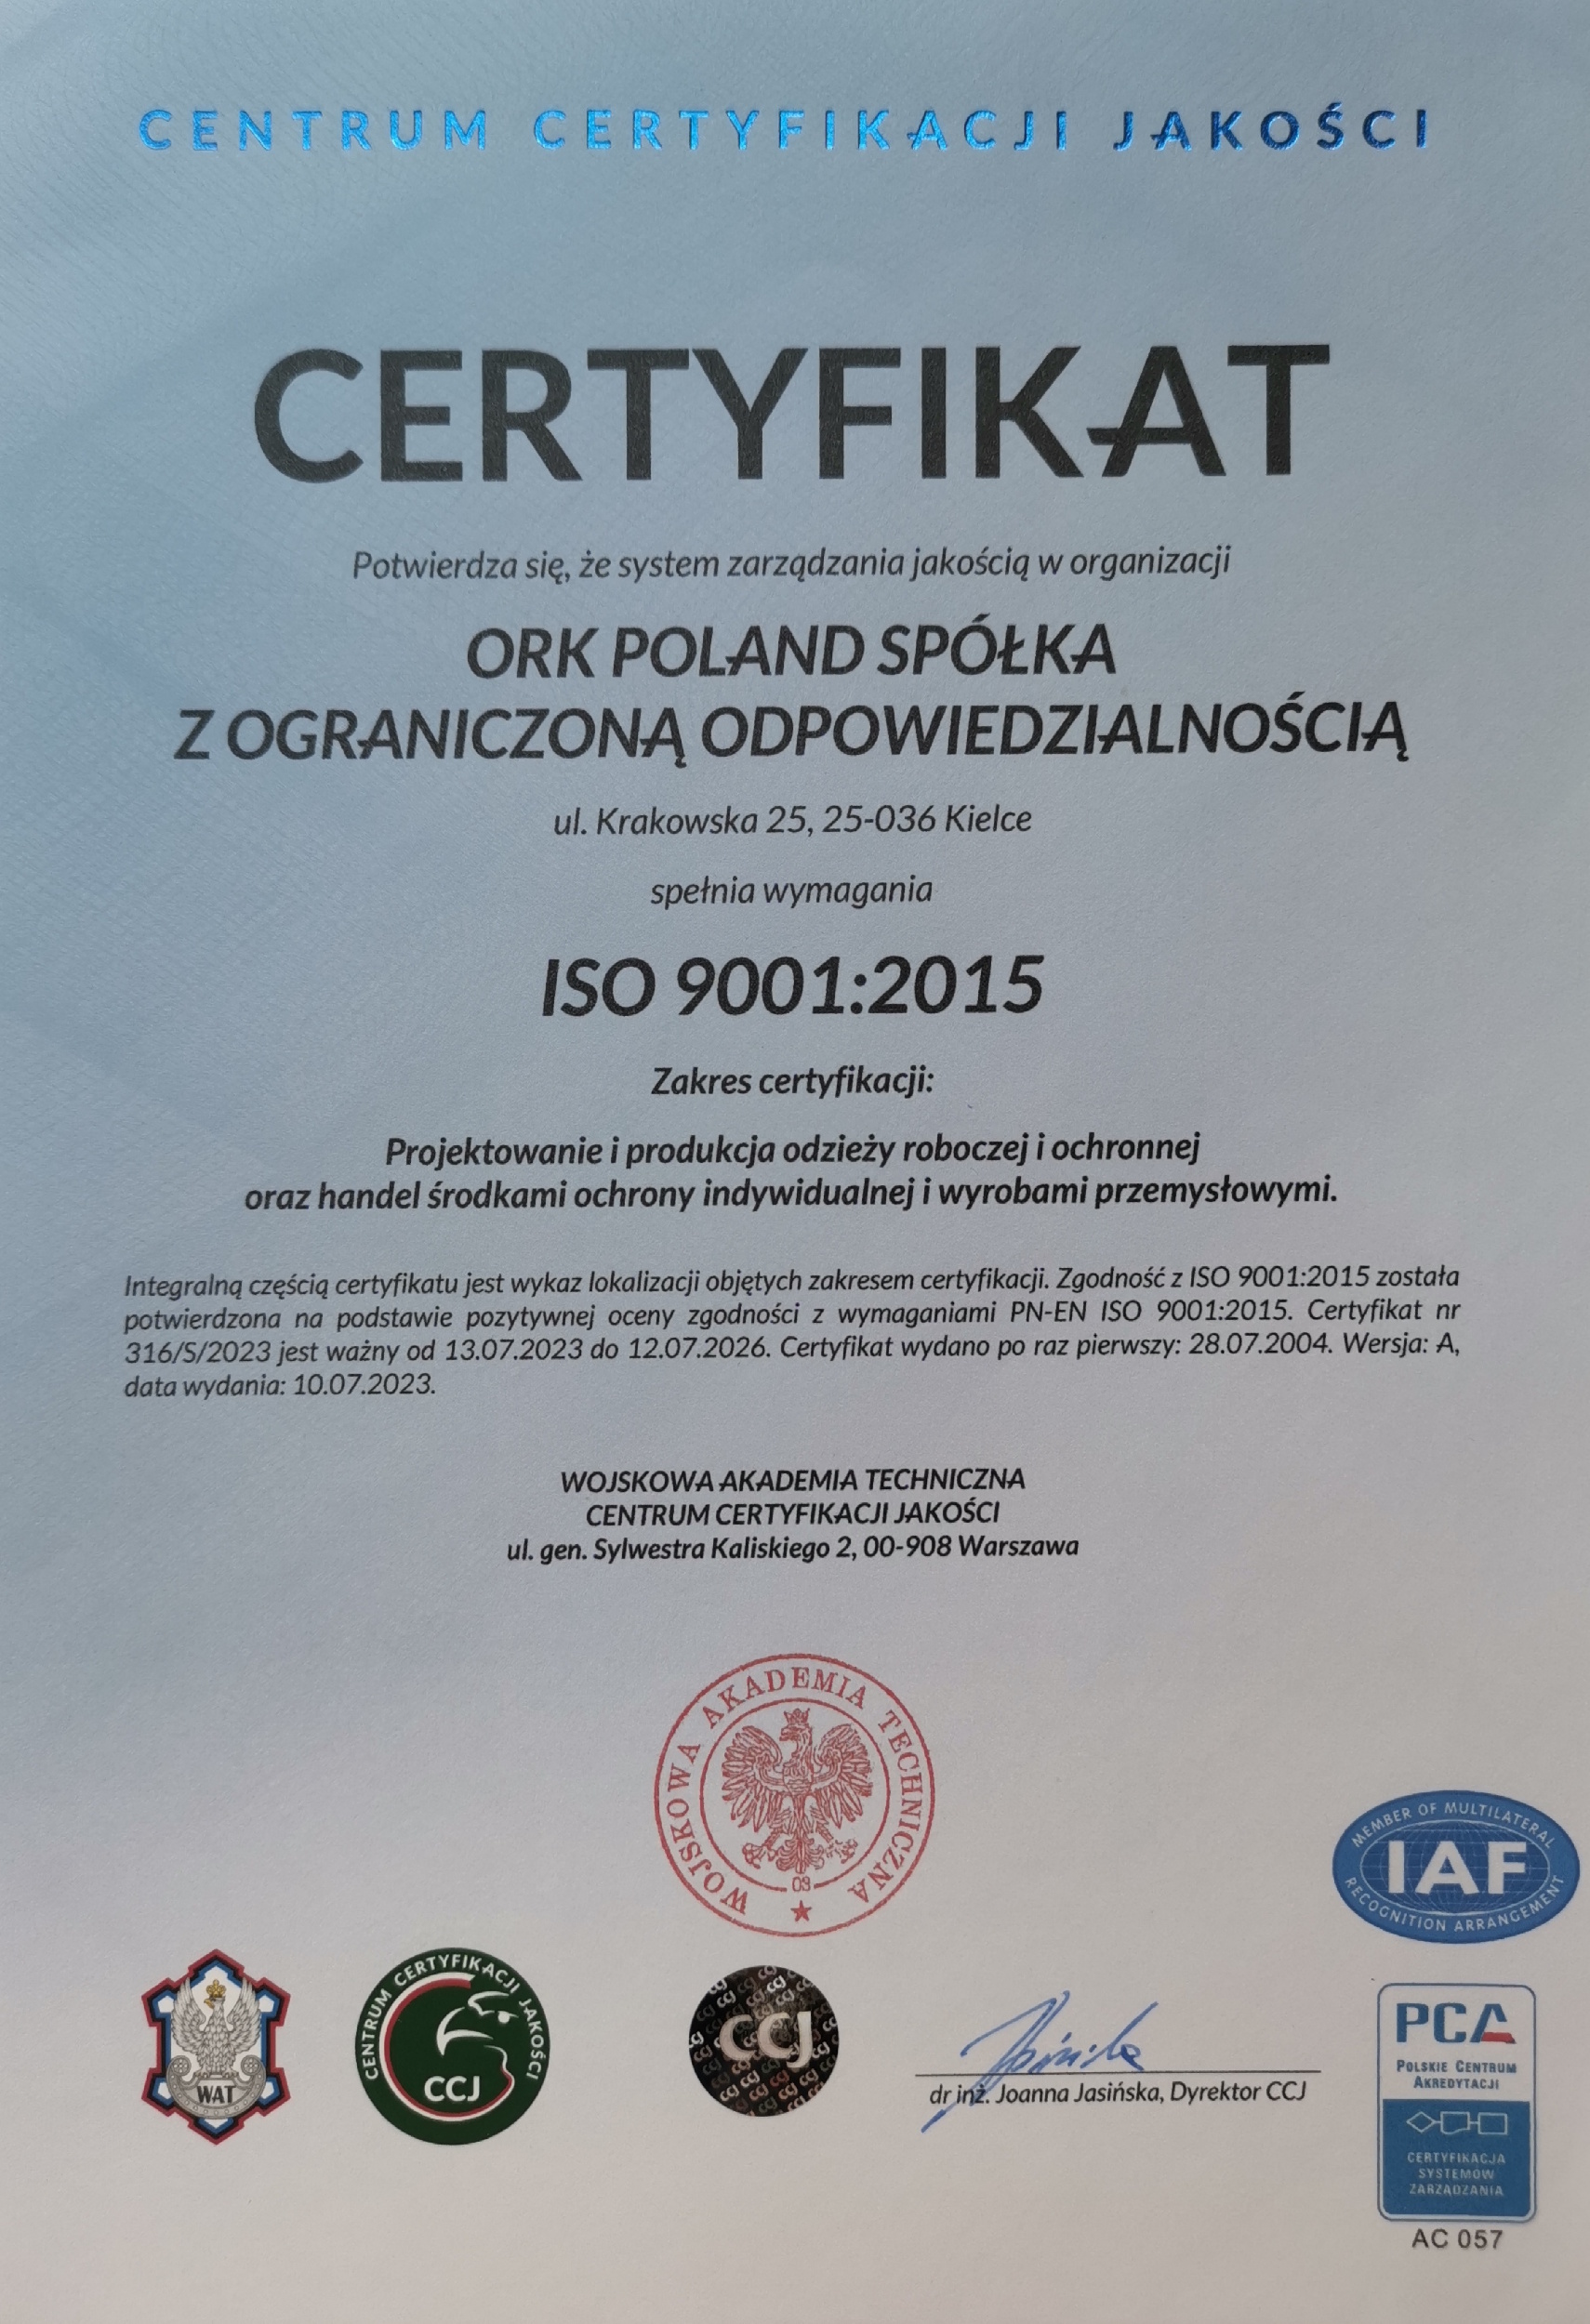 CENTRUM CERTYFIKACJI JAKOŚCI
CERTYFIKAT
Potwierdza się, że system zarządzania jakością w organizacji
ORK POLAND SPÓŁKA
Z OGRANICZONĄ ODPOWIEDZIALNOŚCIĄ
ul. Krakowska 25, 25-036 Kielce
spełnia wymagania
ISO 9001:2015
Zakres certyfikacji:
Projektowanie i produkcja odzieży roboczej i ochronnej
oraz handel środkami ochrony indywidualnej i wyrobami przemysłowymi.
Integralną częścią certyfikatu jest wykaz lokalizacji objętych zakresem certyfikacji. Zgodność z ISO 9001:2015 została
potwierdzona na podstawie pozytywnej oceny zgodności z wymaganiami PN-EN ISO 9001:2015. Certyfikat nr
316/S/2023 jest ważny od 13.07.2023 do 12.07.2026. Certyfikat wydano po raz pierwszy: 28.07.2004. Wersja: A,
data wydania: 10.07.2023.
WOJSKOWA AKADEMIA TECHNICZNA
CENTRUM CERTYFIKACJI JAKOŚCI
ul. gen. Sylwestra Kaliskiego 2, 00-908 Warszawa
WOJSKOWA AKADEMIA TECHNICZNA
09
MEMBER OF MULTILATERAL
IAF
RECOGNITION ARRANGEMENT
WAT
CENTRUM CERTYFIKACJI JAKOŚCI
CCJ
CCJ
dr inż. Joanna Jasińska, Dyrektor CCJ
PCA
POLSKIE CENTRUM
AKREDYTACJI
CERTYFIKACJA
SYSTEMÓW
ZARZĄDZANIA
AC 057